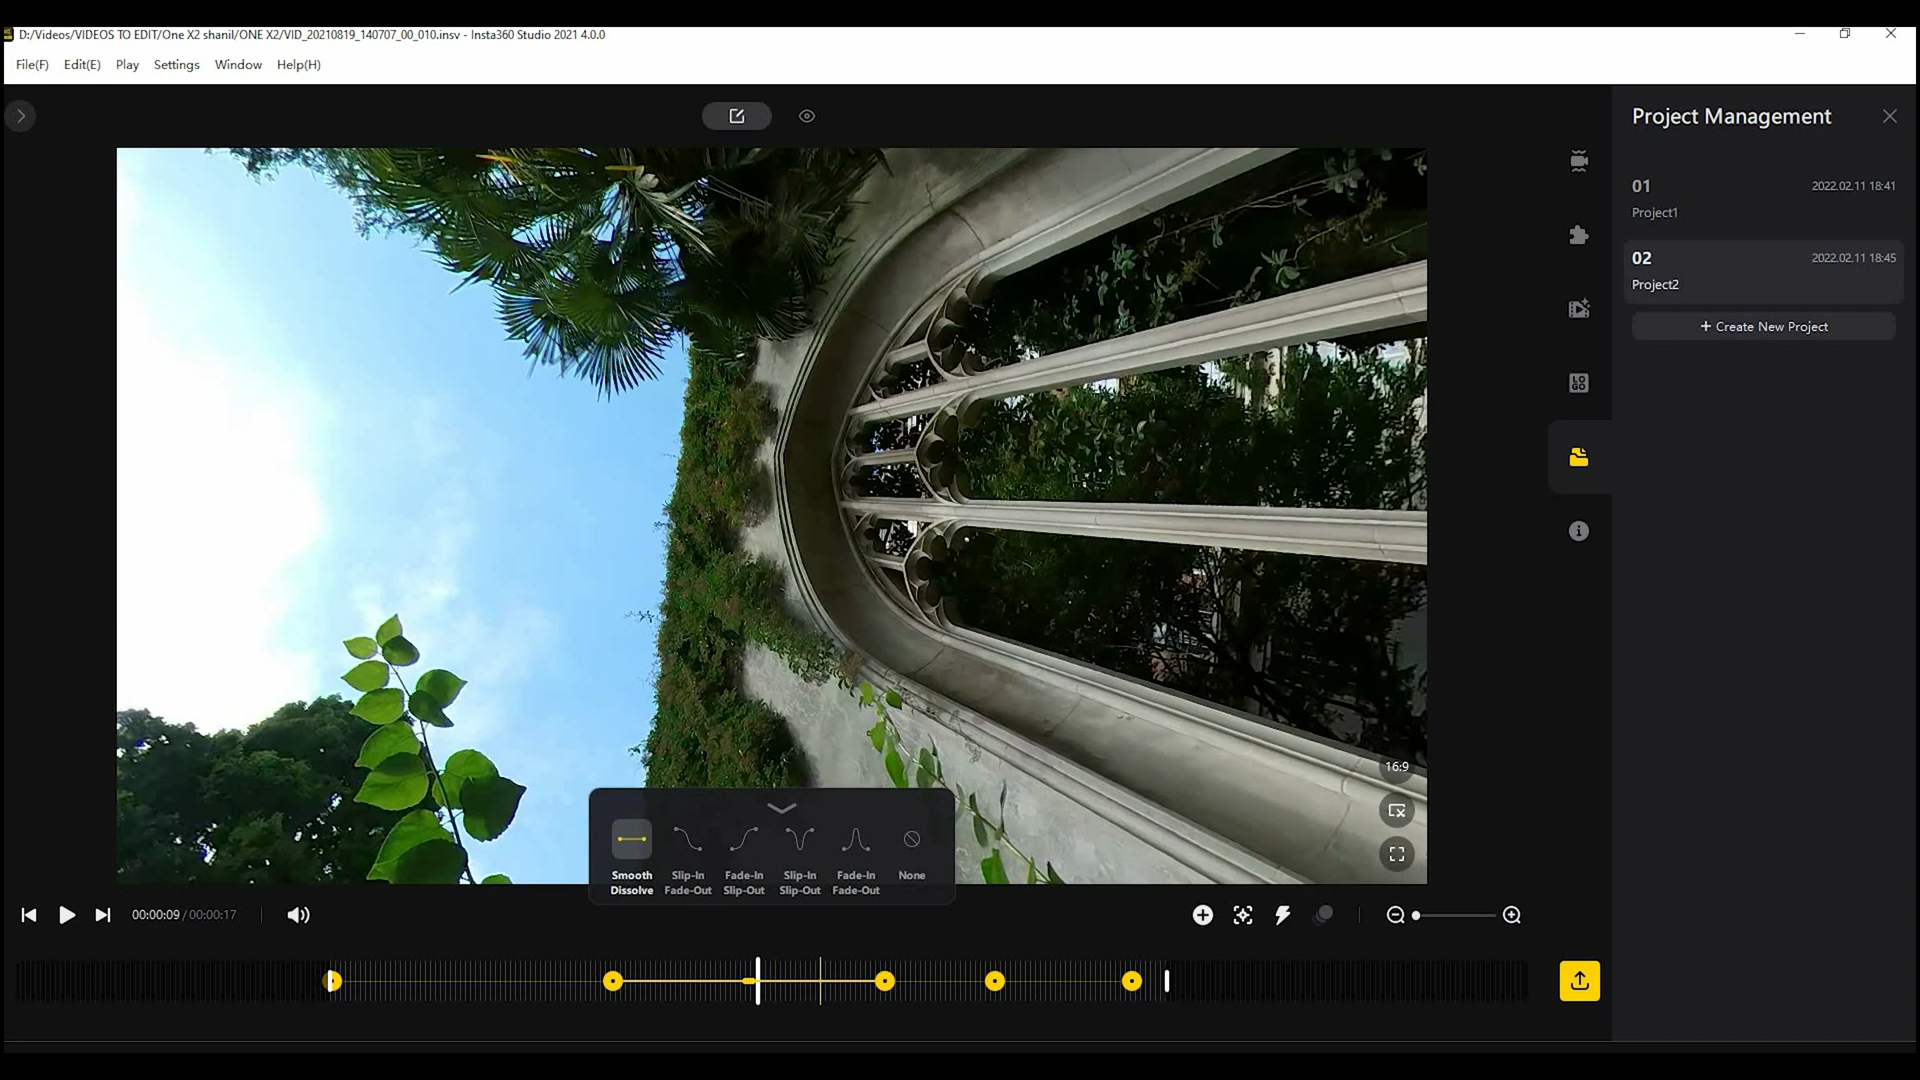 D:/Videos/VIDEOS TO EDIT/One X2 shanil/ONE X2/VID_20210819_140707_00_010.insv - Insta360 Studio 2021 4.0.0
File(F) Edit(E) Play Settings Window Help(H)
Project Management
01 2022.02.11 18:41
Project1
02 2022.02.11 18:45
Project2
+ Create New Project
LOGO
16:9
Smooth Dissolve
Slip-In Fade-Out
Fade-In Slip-Out
Slip-In Slip-Out
Fade-In Fade-Out
None
00:00:09 / 00:00:17